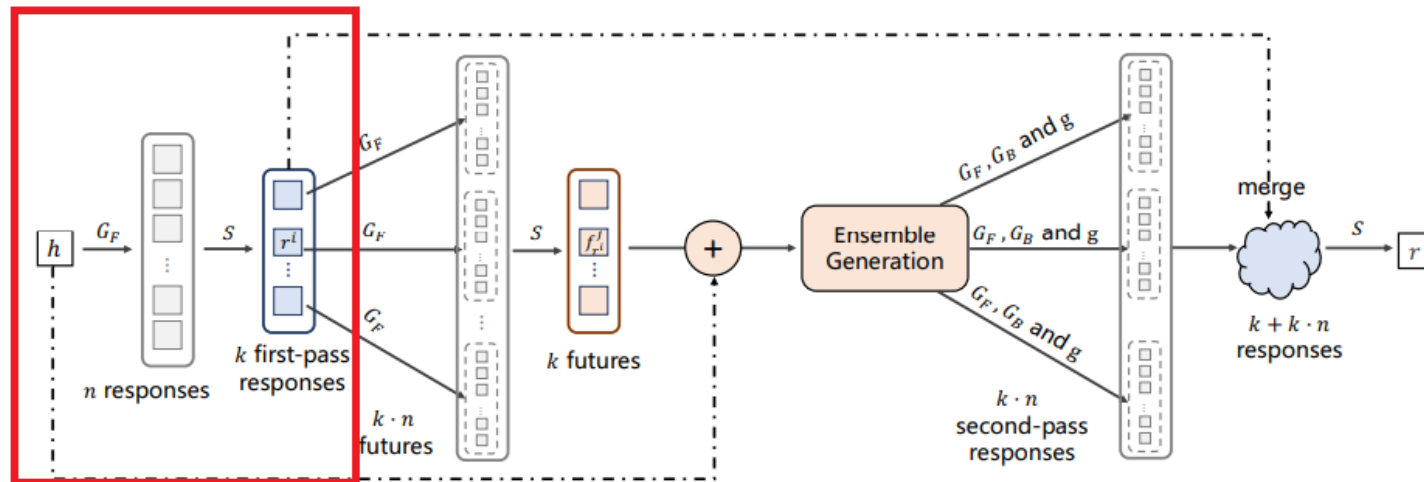 h
G_F
n responses
S
r^i
k first-pass
responses
G_F
G_F
G_F
k · n
futures
S
f_{r^i}^j
k futures
+
Ensemble
Generation
G_F, G_B and g
G_F, G_B and g
G_F, G_B and g
k · n
second-pass
responses
merge
k + k · n
responses
S
r